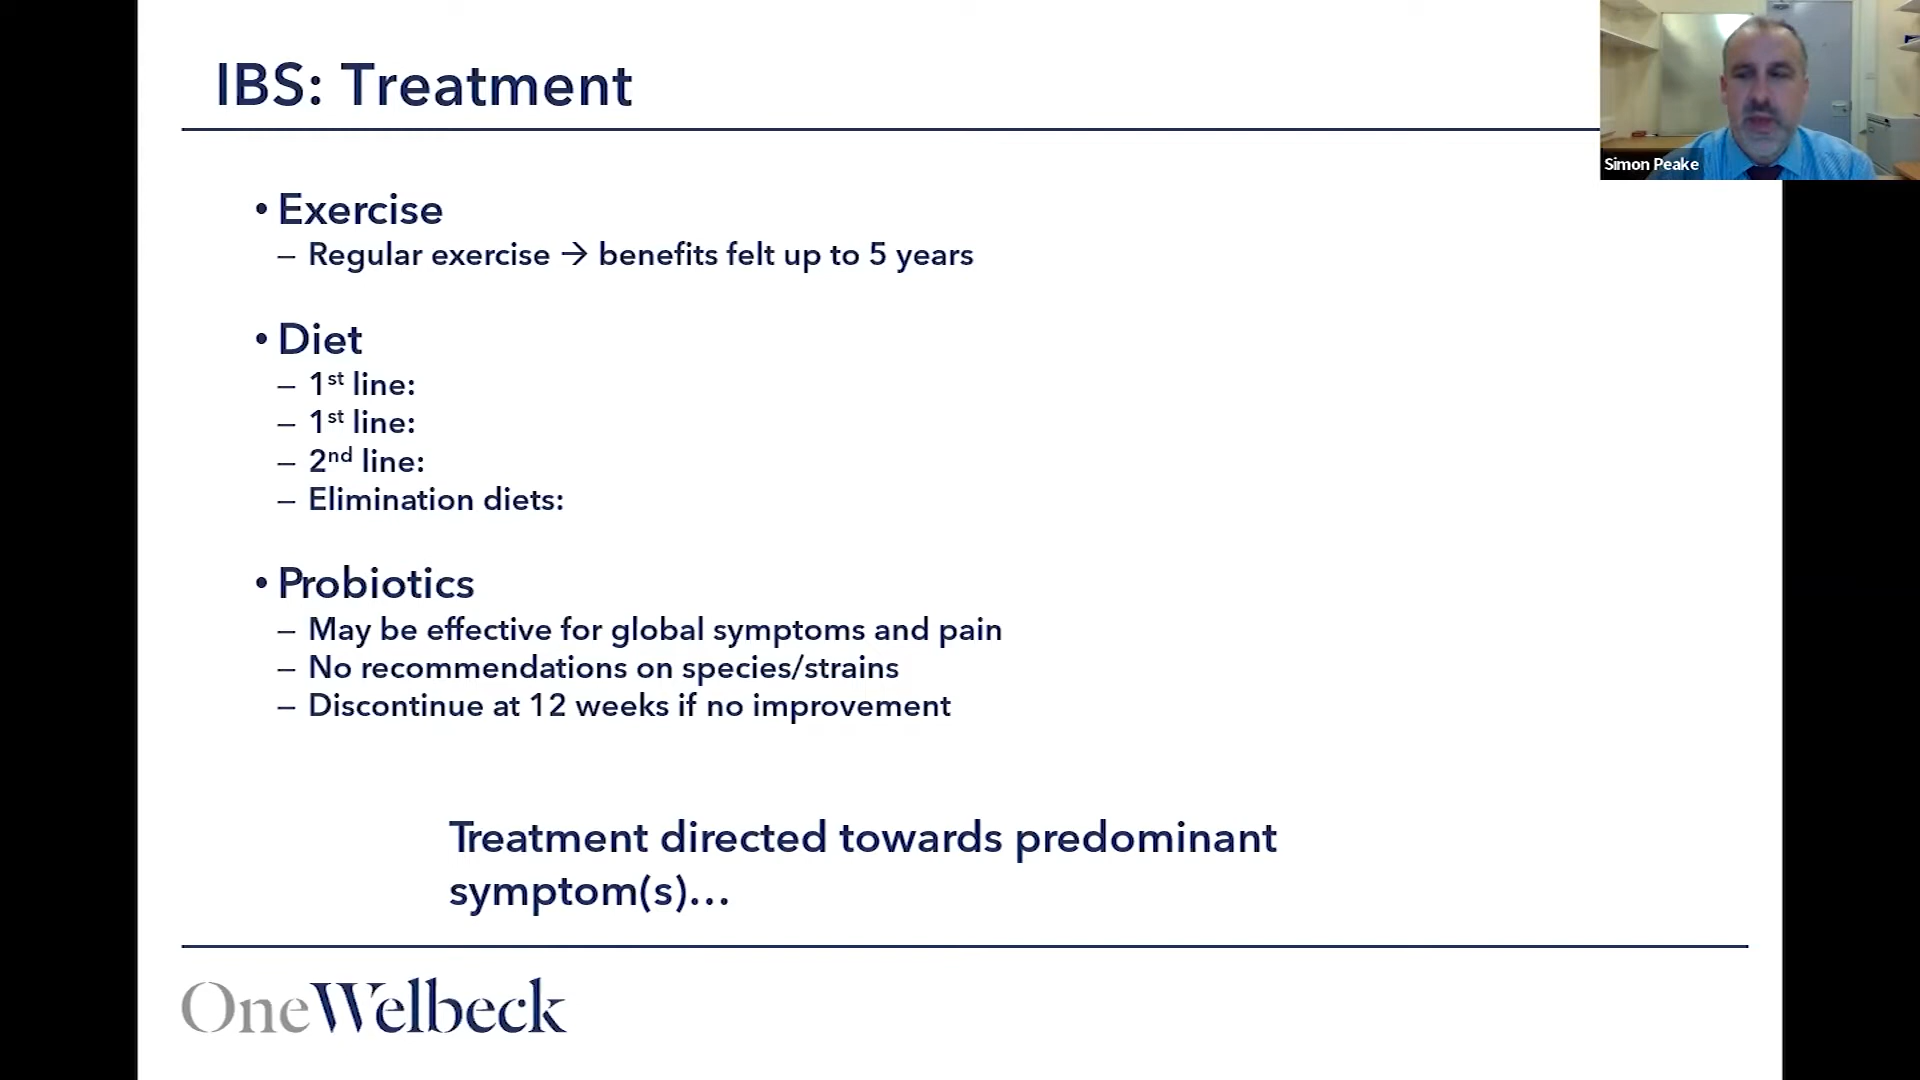 IBS: Treatment
Simon Peake
• Exercise
– Regular exercise → benefits felt up to 5 years
• Diet
– 1st line:
– 1st line:
– 2nd line:
– Elimination diets:
• Probiotics
– May be effective for global symptoms and pain
– No recommendations on species/strains
– Discontinue at 12 weeks if no improvement
Treatment directed towards predominant
symptom(s)...
OneWelbeck